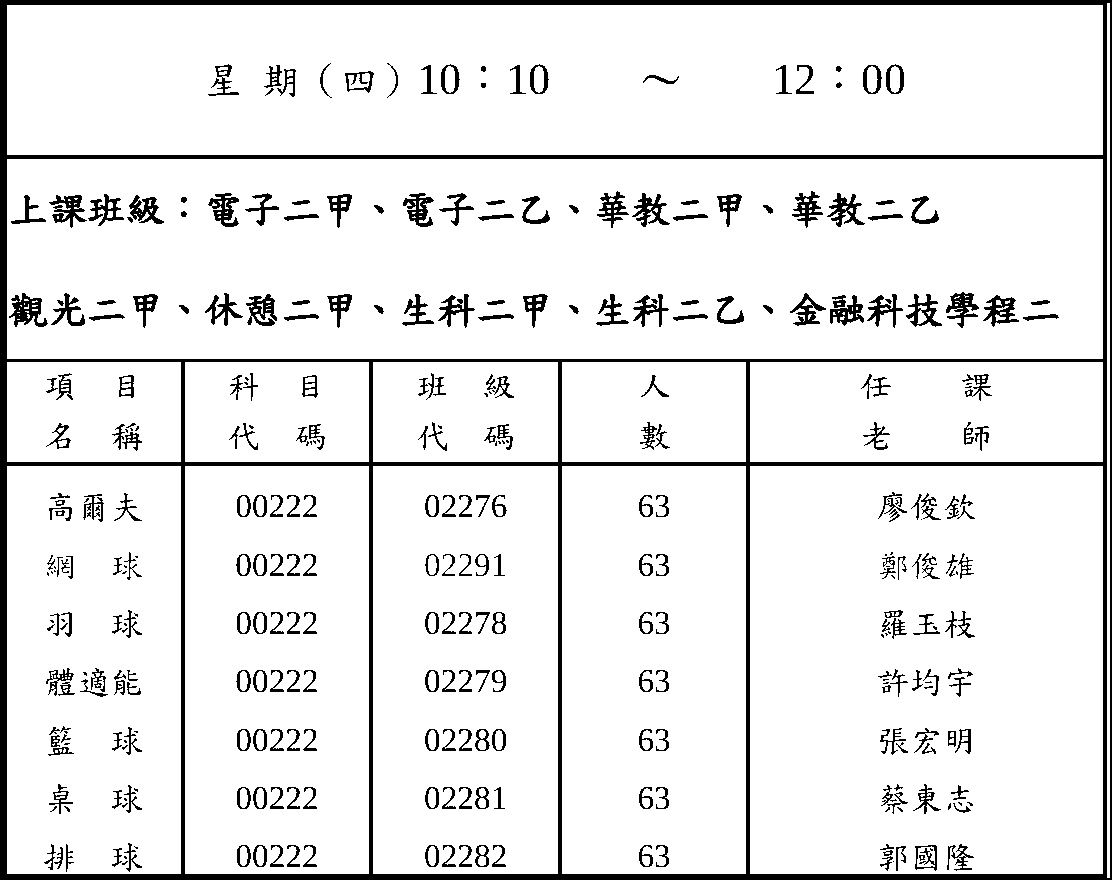 星 期（四）10：10 ～ 12：00
上課班級：電子二甲、電子二乙、華教二甲、華教二乙
觀光二甲、休憩二甲、生科二甲、生科二乙、金融科技學程二
項 目 科 目 班 級 人 任 課
名 稱 代 碼 代 碼 數 老 師
高爾夫 00222 02276 63 廖俊欽
網 球 00222 02291 63 鄭俊雄
羽 球 00222 02278 63 羅玉枝
體適能 00222 02279 63 許均宇
籃 球 00222 02280 63 張宏明
桌 球 00222 02281 63 蔡東志
排 球 00222 02282 63 郭國隆